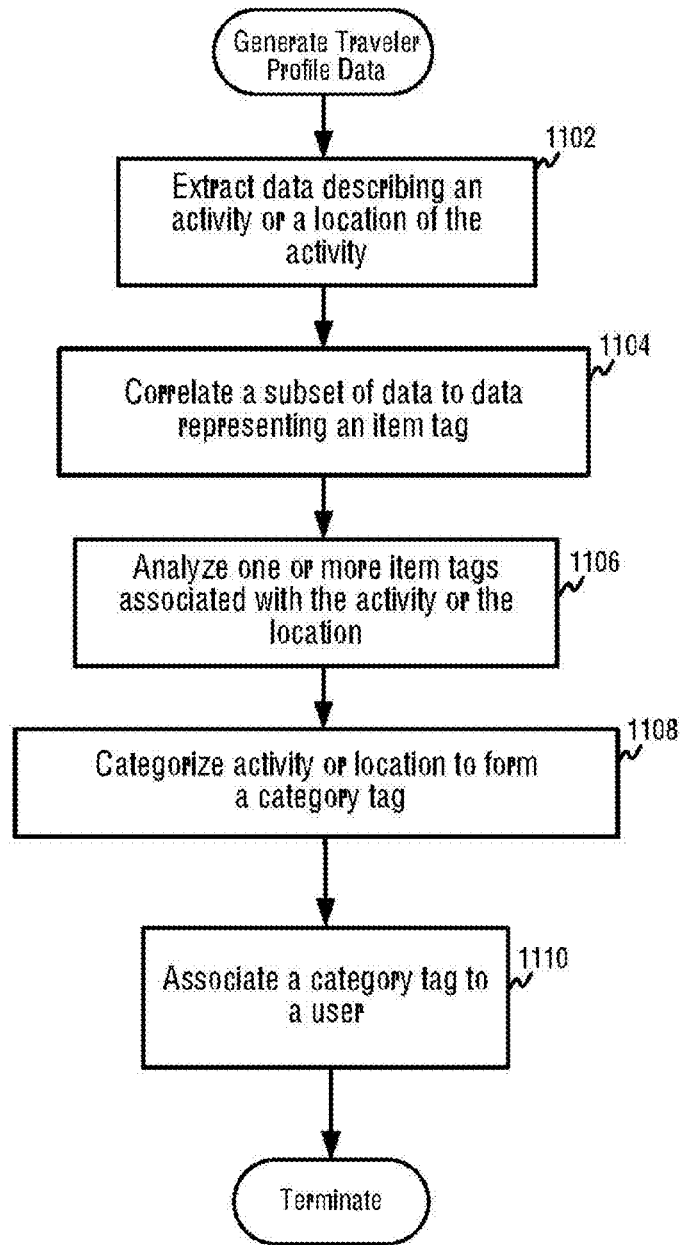 Generate Traveler
Profile Data
1102
Extract data describing an
activity or a location of the
activity
1104
Correlate a subset of data to data
representing an item tag
1106
Analyze one or more item tags
associated with the activity or the
location
1108
Categorize activity or location to form
a category tag
1110
Associate a category tag to
a user
Terminate